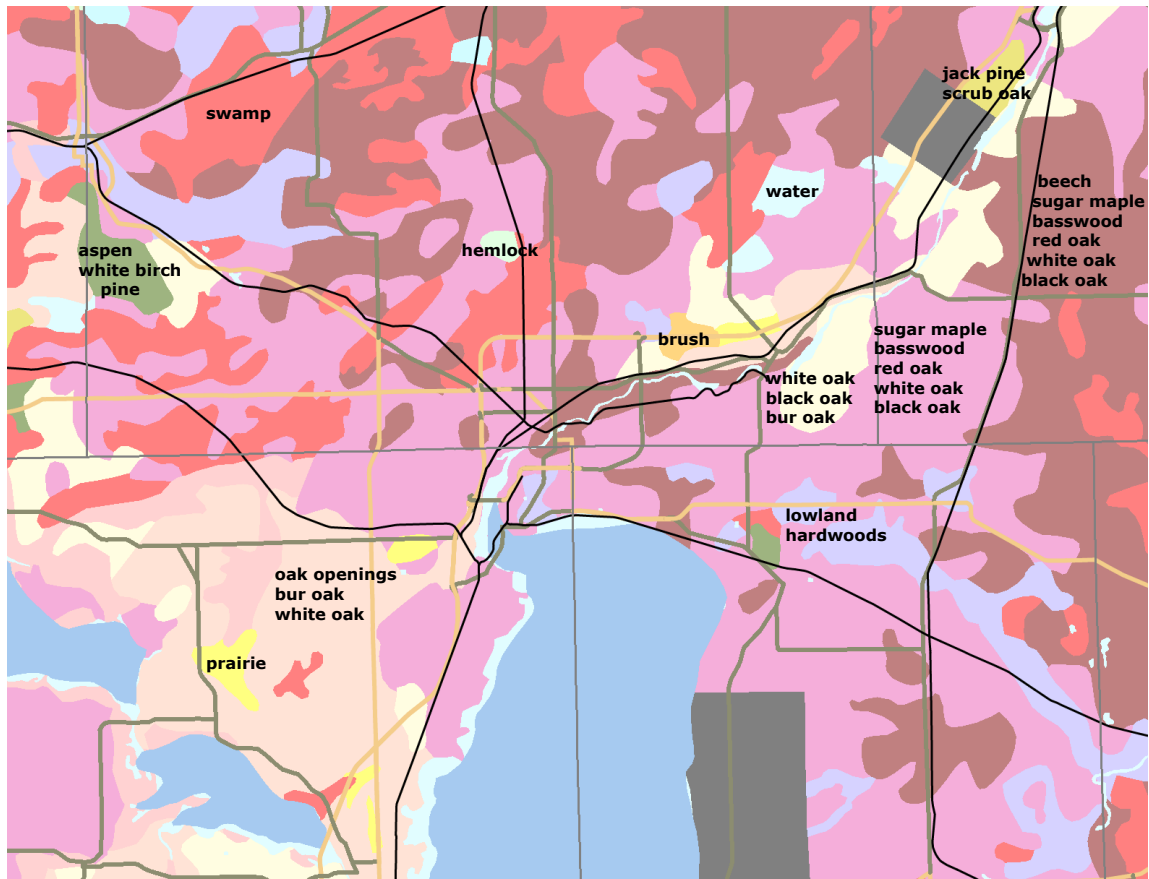 jack pine
scrub oak
swamp
water
beech
sugar maple
basswood
red oak
white oak
black oak
aspen
white birch
pine
hemlock
brush
sugar maple
basswood
red oak
white oak
black oak
white oak
black oak
bur oak
lowland
hardwoods
oak openings
bur oak
white oak
prairie